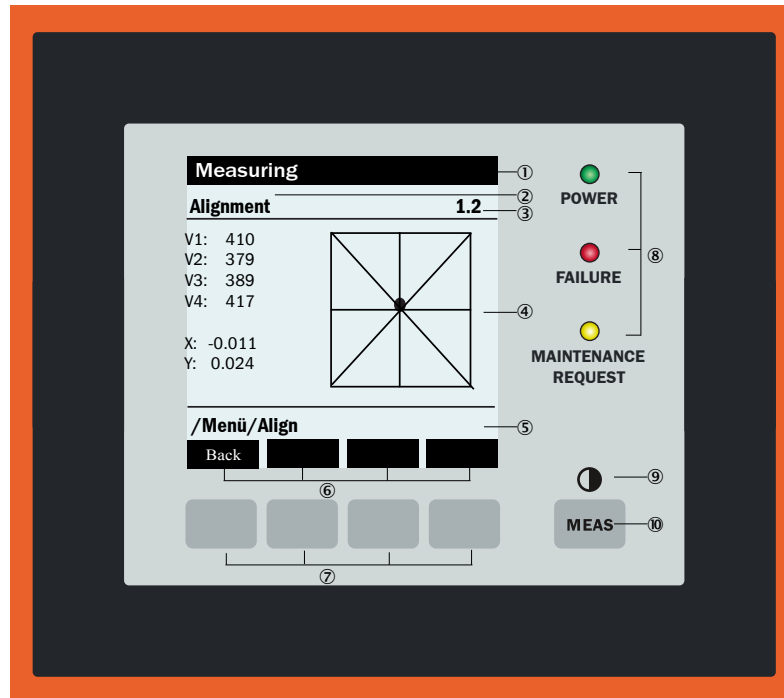 Measuring
①
②
Alignment 1.2
③
V1: 410
V2: 379
V3: 389
V4: 417
④
X: -0.011
Y: 0.024
/Menü/Align
⑤
Back
⑥
⑦
POWER
FAILURE
⑧
MAINTENANCE
REQUEST
⑨
MEAS
⑩